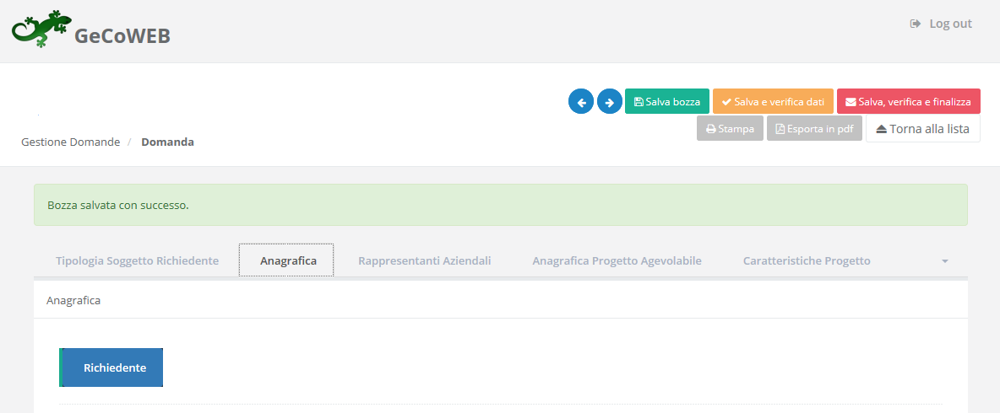 GeCoWEB
Log out
Salva bozza
Salva e verifica dati
Salva, verifica e finalizza
Stampa
Esporta in pdf
Torna alla lista
Gestione Domande / Domanda
Bozza salvata con successo.
Tipologia Soggetto Richiedente
Anagrafica
Rappresentanti Aziendali
Anagrafica Progetto Agevolabile
Caratteristiche Progetto
Anagrafica
Richiedente